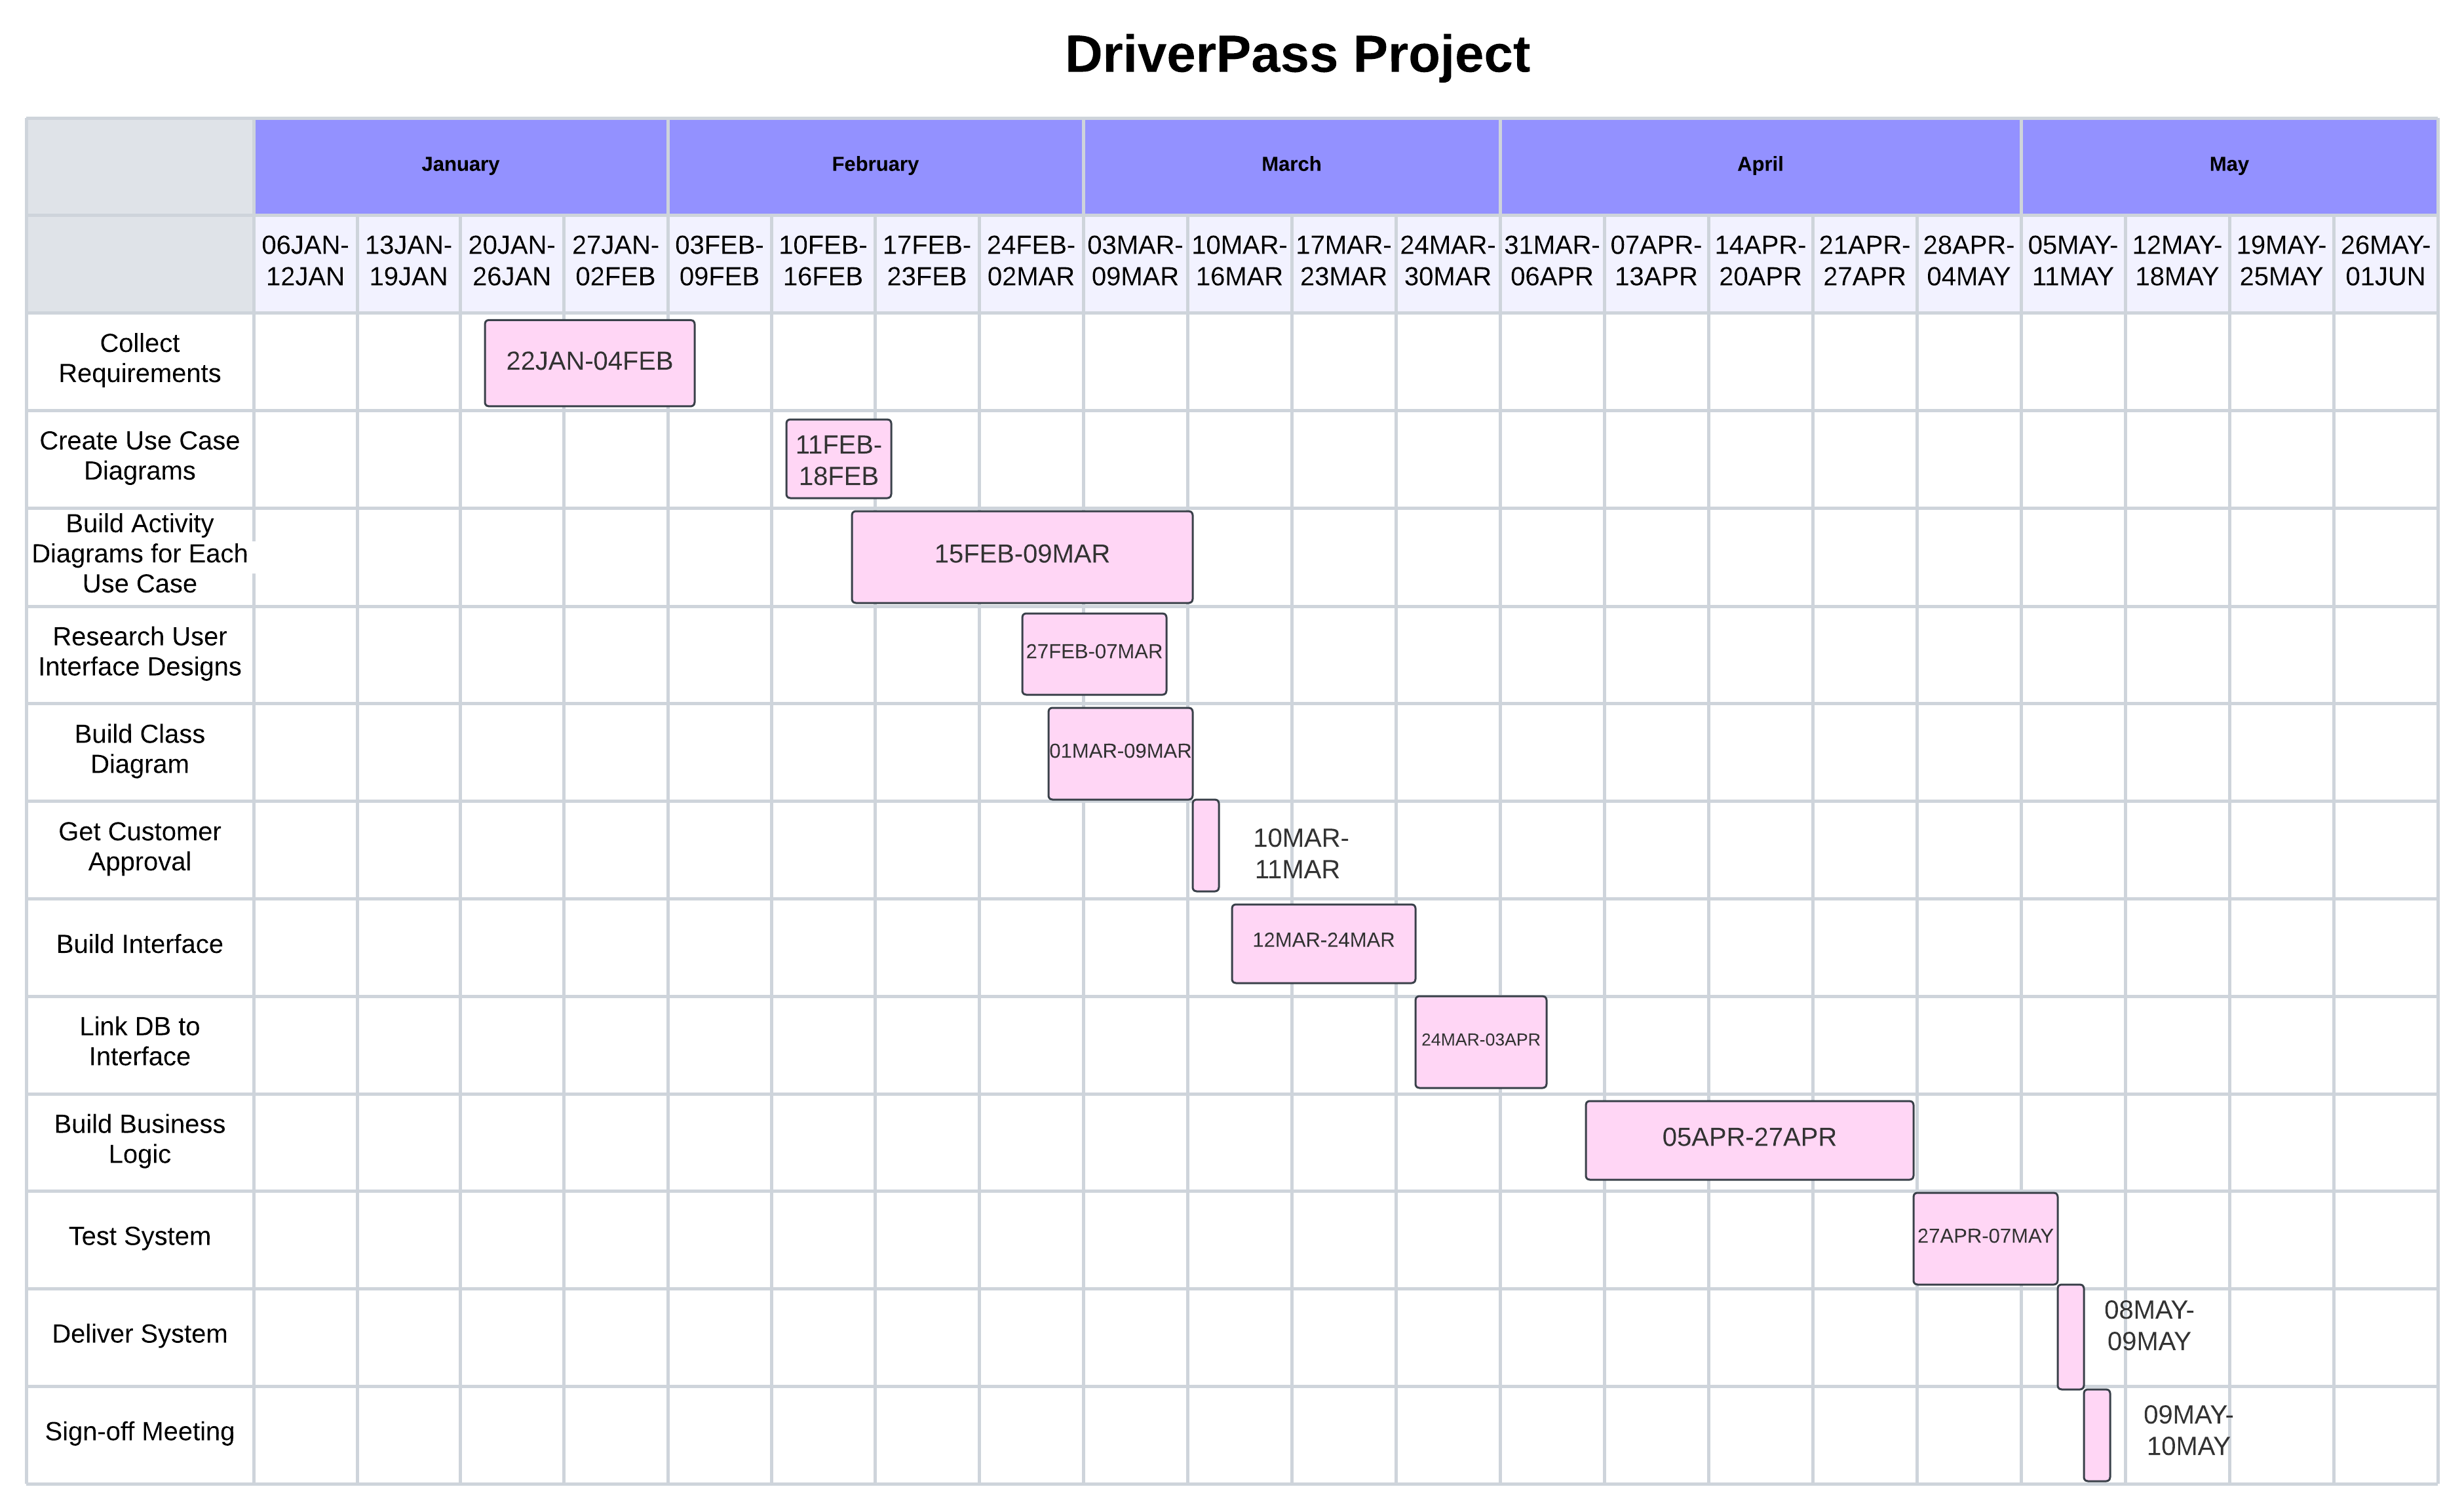 DriverPass Project
January
February
March
April
May
06JAN-
12JAN
13JAN-
19JAN
20JAN-
26JAN
27JAN-
02FEB
03FEB-
09FEB
10FEB-
16FEB
17FEB-
23FEB
24FEB-
02MAR
03MAR-
09MAR
10MAR-
16MAR
17MAR-
23MAR
24MAR-
30MAR
31MAR-
06APR
07APR-
13APR
14APR-
20APR
21APR-
27APR
28APR-
04MAY
05MAY-
11MAY
12MAY-
18MAY
19MAY-
25MAY
26MAY-
01JUN
Collect
Requirements
22JAN-04FEB
Create Use Case
Diagrams
11FEB-
18FEB
Build Activity
Diagrams for Each
Use Case
15FEB-09MAR
Research User
Interface Designs
27FEB-07MAR
Build Class
Diagram
01MAR-09MAR
Get Customer
Approval
10MAR-
11MAR
Build Interface
12MAR-24MAR
Link DB to
Interface
24MAR-03APR
Build Business
Logic
05APR-27APR
Test System
27APR-07MAY
Deliver System
08MAY-
09MAY
Sign-off Meeting
09MAY-
10MAY